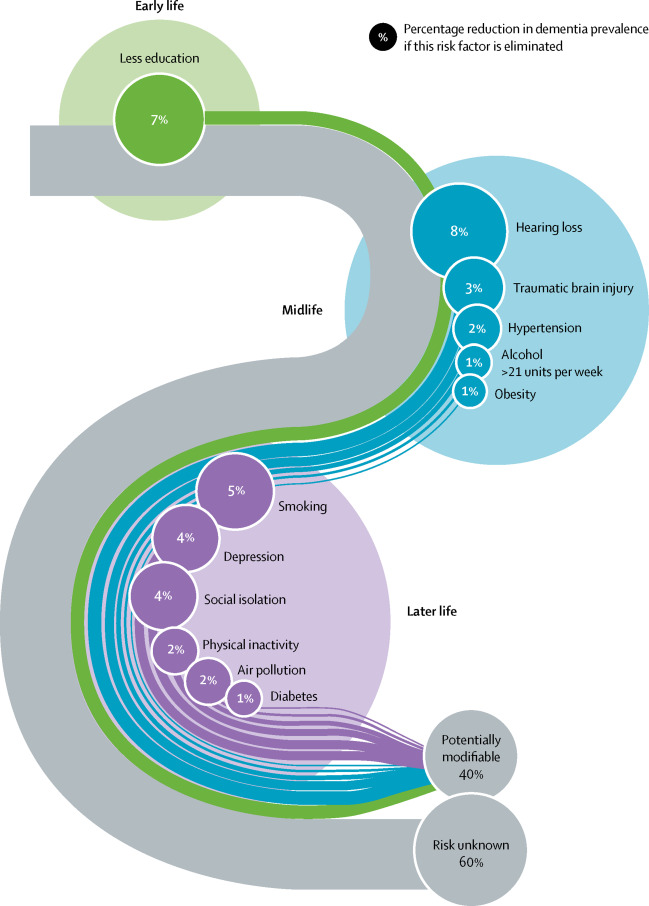 Early life
%
Percentage reduction in dementia prevalence
if this risk factor is eliminated
Less education
7%
8%
Hearing loss
3%
Traumatic brain injury
Midlife
2%
Hypertension
1%
Alcohol
>21 units per week
1%
Obesity
5%
Smoking
4%
Depression
4%
Social isolation
Later life
2%
Physical inactivity
2%
Air pollution
1%
Diabetes
Potentially
modifiable
40%
Risk unknown
60%